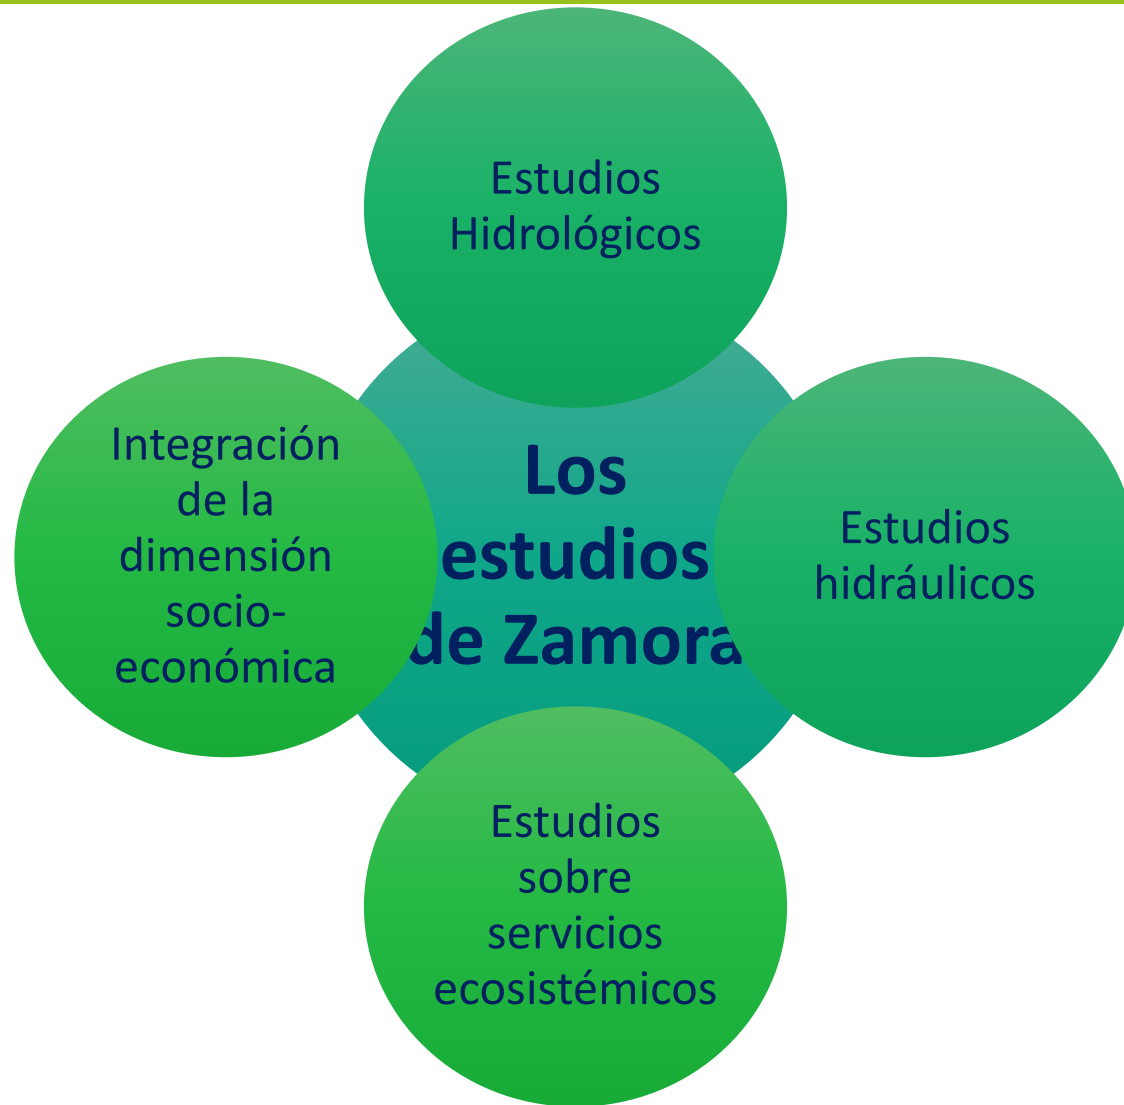 Estudios
Hidrológicos
Integración
de la
dimensión
socio-
económica
Los
estudios
de Zamora
Estudios
hidráulicos
Estudios
sobre
servicios
ecosistémicos